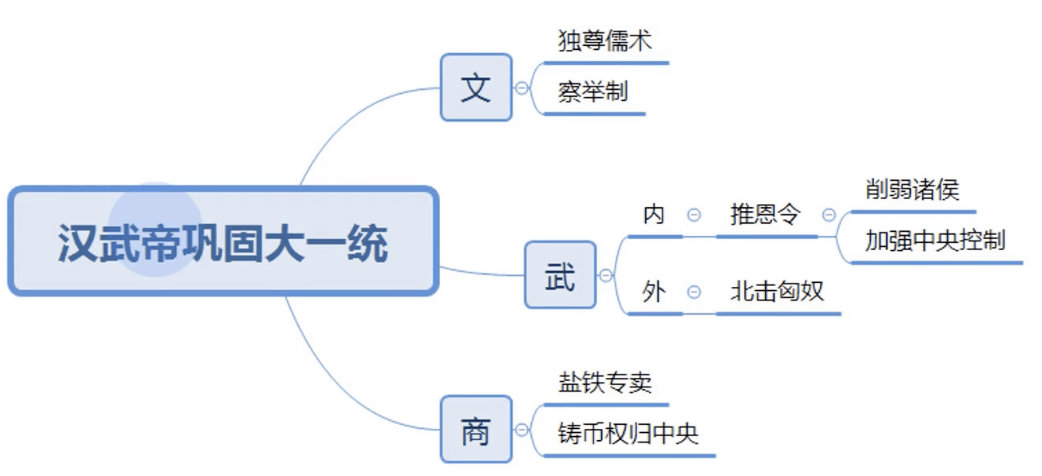 汉武帝巩固大一统
文
独尊儒术
察举制
武
内
推恩令
削弱诸侯
加强中央控制
外
北击匈奴
商
盐铁专卖
铸币权归中央